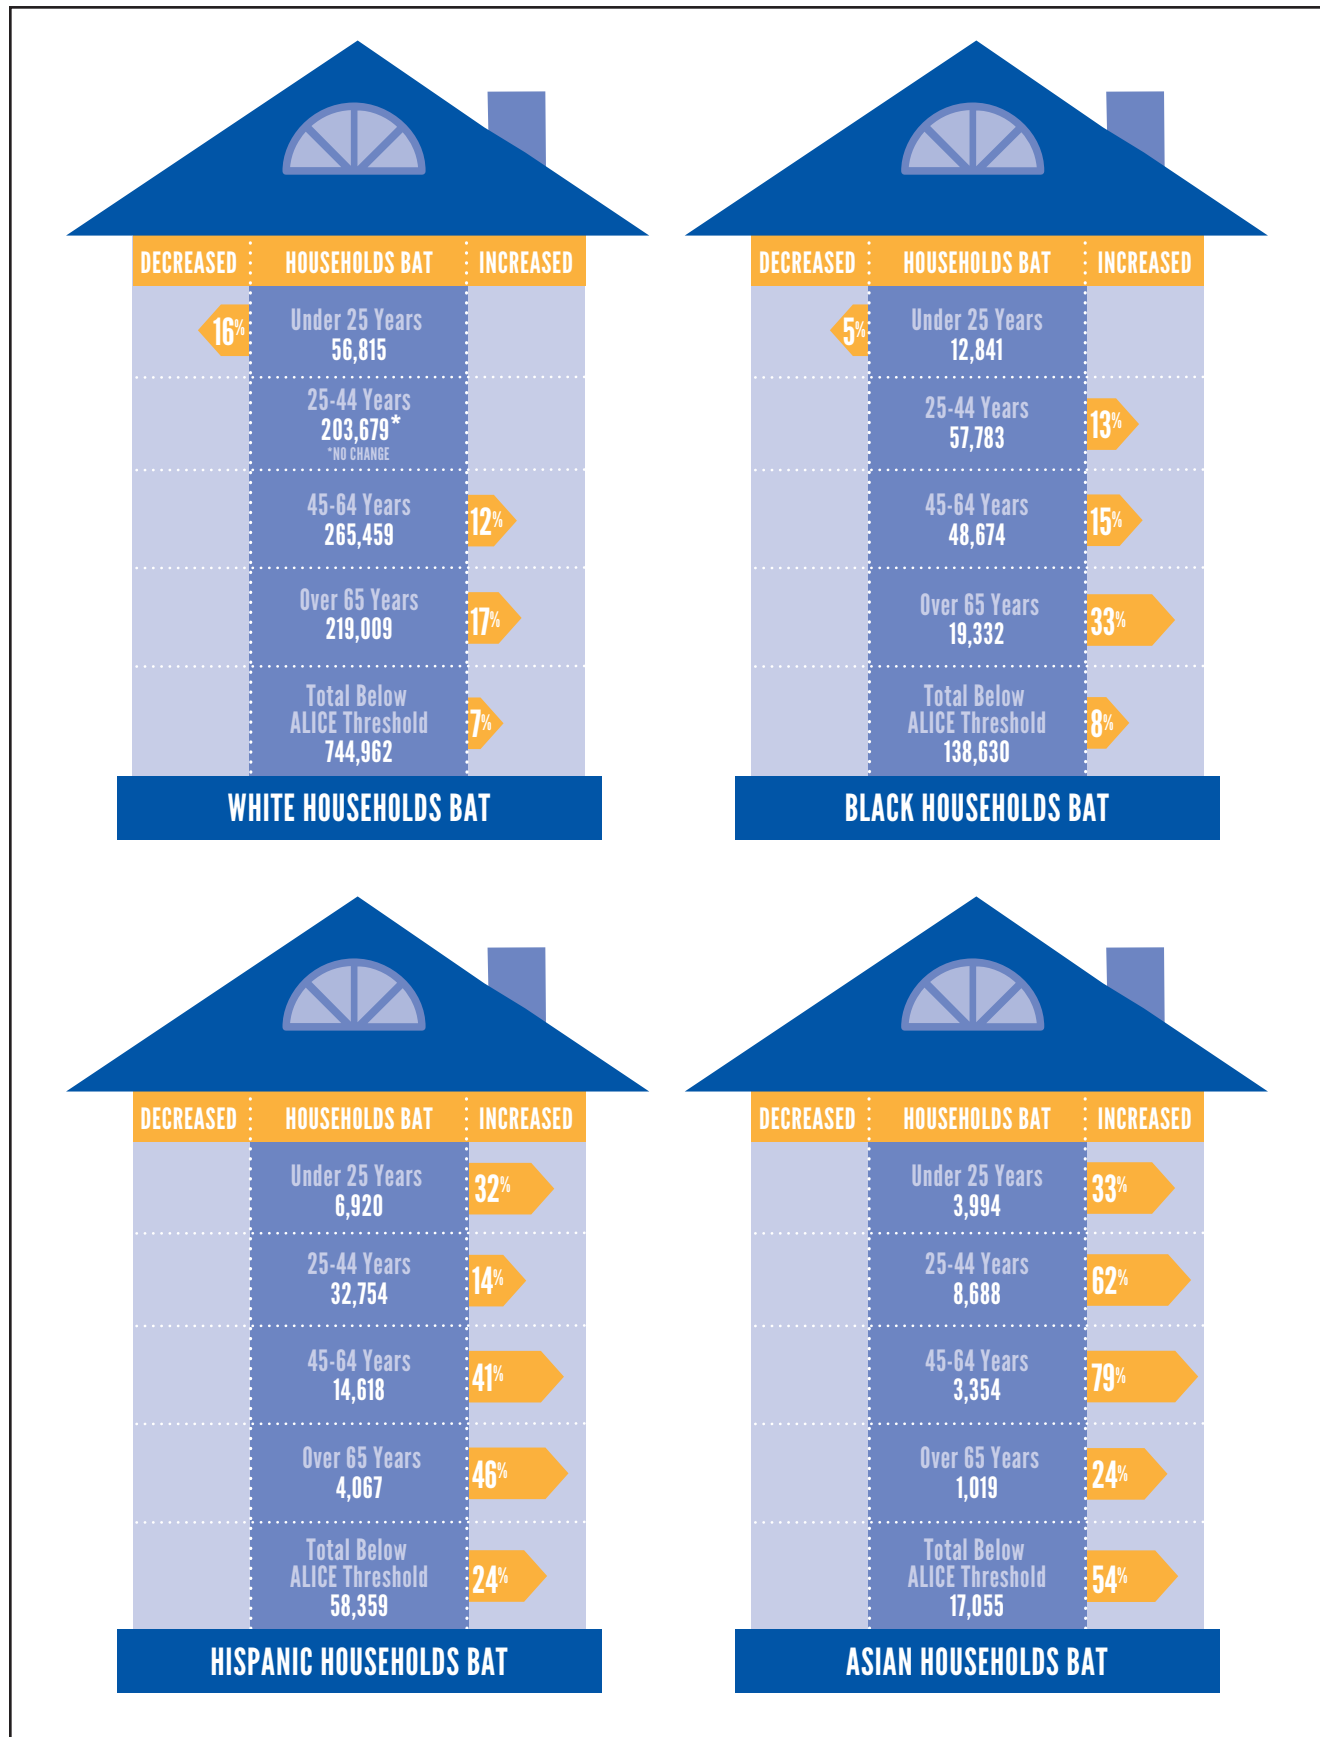 DECREASED HOUSEHOLDS BAT INCREASED
16% Under 25 Years
56,815
25-44 Years
203,679*
*NO CHANGE
45-64 Years
265,459 12%
Over 65 Years
219,009 17%
Total Below
ALICE Threshold 7%
744,962
WHITE HOUSEHOLDS BAT
DECREASED HOUSEHOLDS BAT INCREASED
5% Under 25 Years
12,841
25-44 Years 13%
57,783
45-64 Years 15%
48,674
Over 65 Years 33%
19,332
Total Below
ALICE Threshold 8%
138,630
BLACK HOUSEHOLDS BAT
DECREASED HOUSEHOLDS BAT INCREASED
Under 25 Years 32%
6,920
25-44 Years 14%
32,754
45-64 Years 41%
14,618
Over 65 Years 46%
4,067
Total Below
ALICE Threshold 24%
58,359
HISPANIC HOUSEHOLDS BAT
DECREASED HOUSEHOLDS BAT INCREASED
Under 25 Years 33%
3,994
25-44 Years 62%
8,688
45-64 Years 79%
3,354
Over 65 Years 24%
1,019
Total Below
ALICE Threshold 54%
17,055
ASIAN HOUSEHOLDS BAT